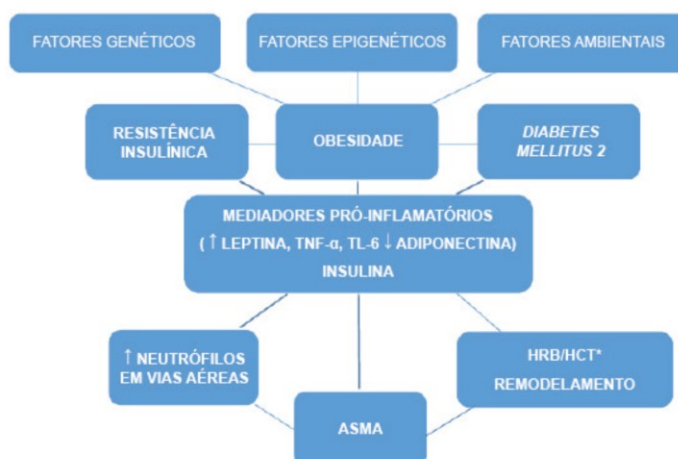 FATORES GENÉTICOS
FATORES EPIGENÉTICOS
FATORES AMBIENTAIS
RESISTÊNCIA
INSULÍNICA
OBESIDADE
DIABETES
MELLITUS 2
MEDIADORES PRÓ-INFLAMATÓRIOS
(↑LEPTINA, TNF-α, TL-6↓ADIPONECTINA)
INSULINA
↑NEUTRÓFILOS
EM VIAS AÉREAS
HRB/HCT*
REMODELAMENTO
ASMA